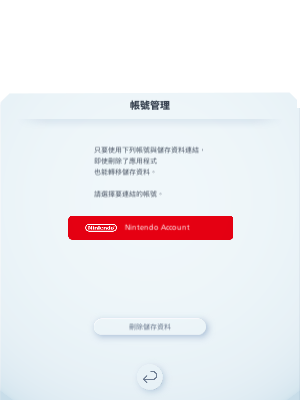 帳號管理
只要使用下列帳號與儲存資料連結，
即使刪除了應用程式
也能轉移儲存資料。
請選擇要連結的帳號。
Nintendo Nintendo Account
刪除儲存資料